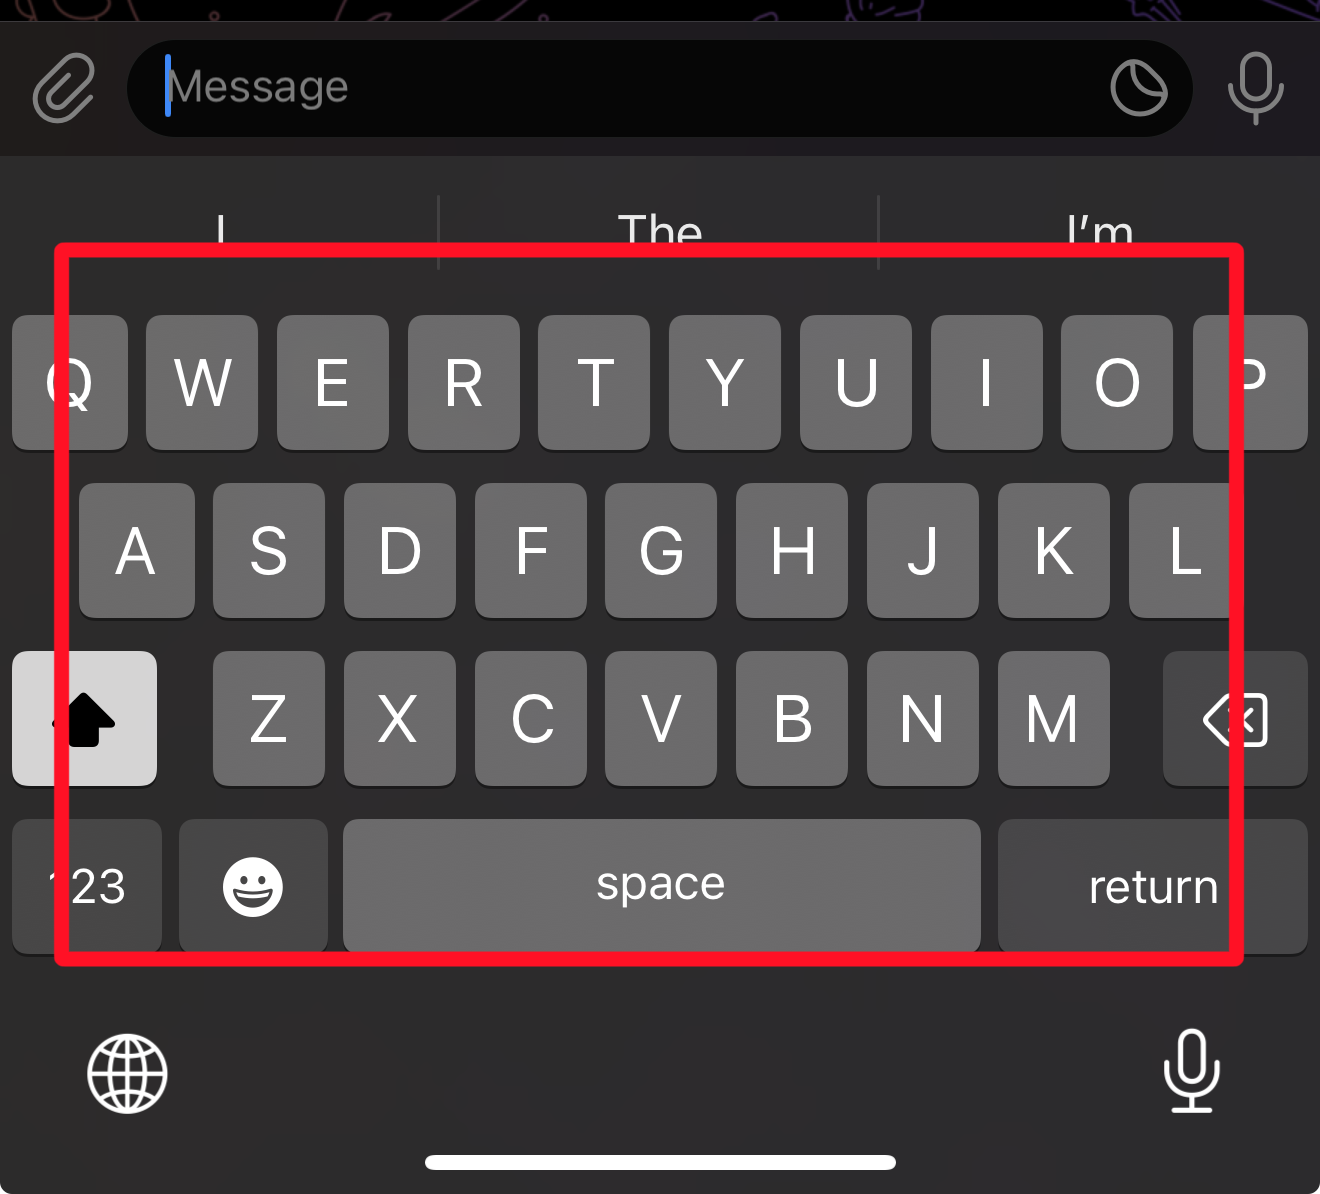 Message
I The I’m
Q W E R T Y U I O P
A S D F G H J K L
Z X C V B N M
123 space return